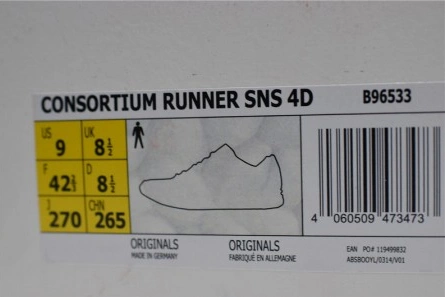 CONSORTIUM RUNNER SNS 4D B96533
US 9 UK 8½
F 42⅔ D 8½
J 270 CHN 265
ORIGINALS ORIGINALS
MADE IN GERMANY FABRIQUÉ EN ALLEMAGNE
4 060509 473473
EAN PO# 119499832
ABSBOOYL/0314/V01